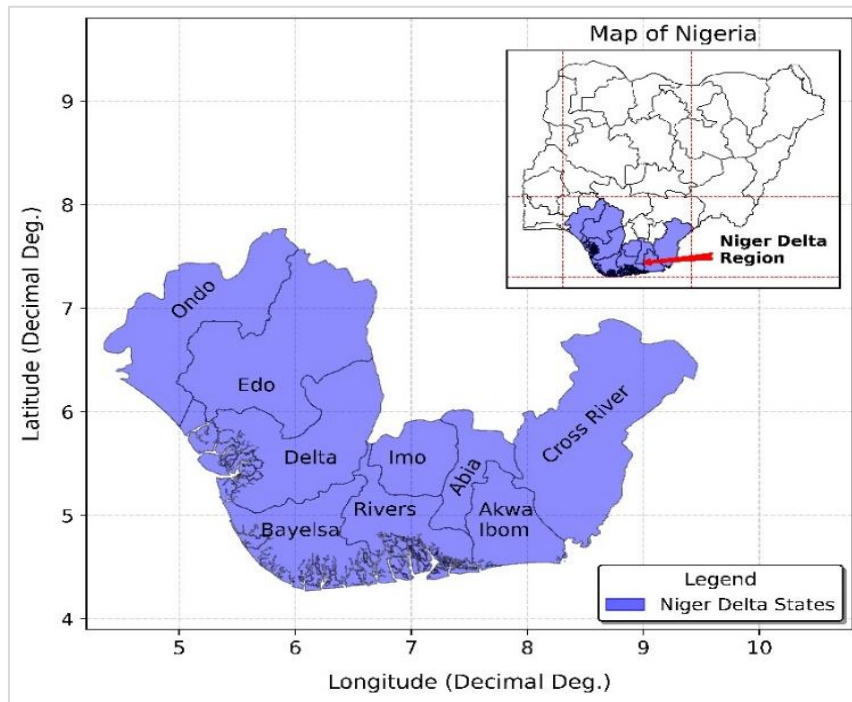 Map of Nigeria
Niger Delta
Region
9
8
7
6
5
4
Latitude (Decimal Deg.)
Ondo
Edo
Delta
Imo
Abia
Cross River
Rivers
Akwa
Ibom
Bayelsa
Legend
Niger Delta States
5
6
7
8
9
10
Longitude (Decimal Deg.)